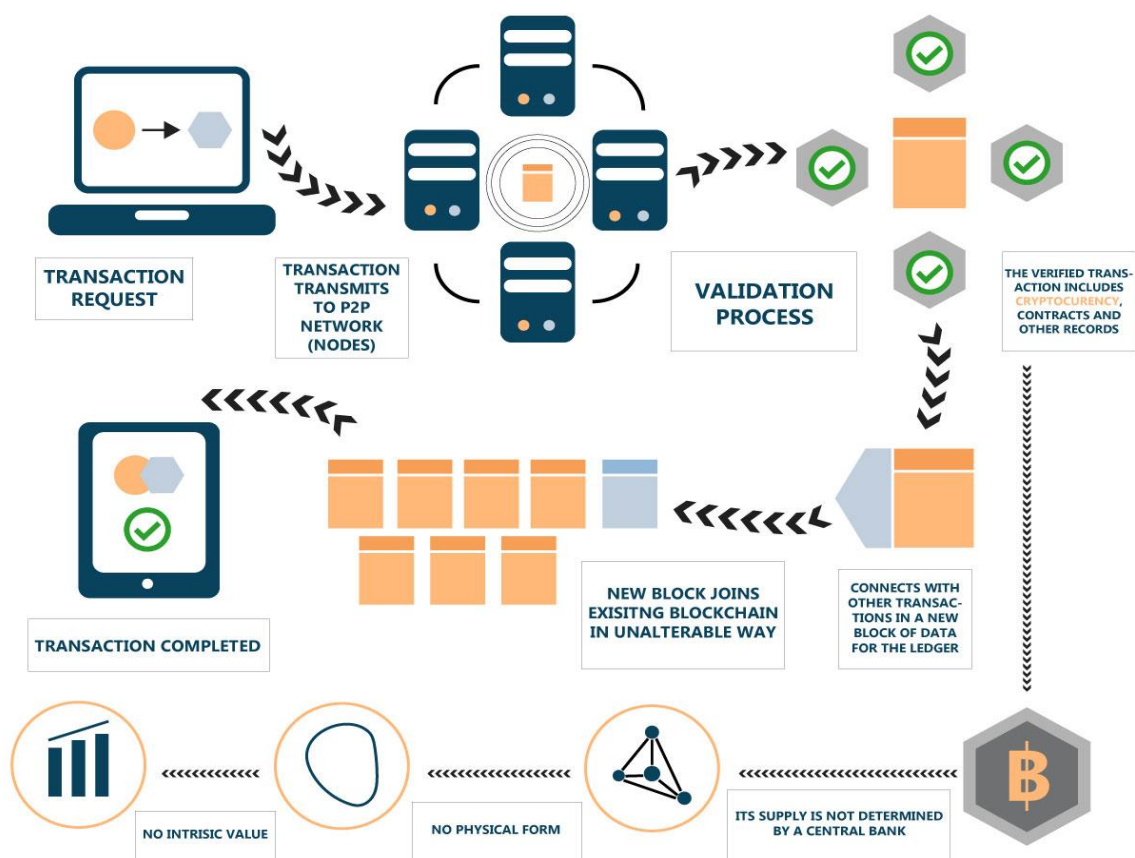 TRANSACTION
REQUEST
TRANSACTION
TRANSMITS
TO P2P
NETWORK
(NODES)
VALIDATION
PROCESS
THE VERIFIED TRANS-
ACTION INCLUDES
CRYPTOCURENCY,
CONTRACTS AND
OTHER RECORDS
CONNECTS WITH
OTHER TRANSAC-
TIONS IN A NEW
BLOCK OF DATA
FOR THE LEDGER
NEW BLOCK JOINS
EXISITNG BLOCKCHAIN
IN UNALTERABLE WAY
TRANSACTION COMPLETED
ITS SUPPLY IS NOT DETERMINED
BY A CENTRAL BANK
NO PHYSICAL FORM
NO INTRISIC VALUE